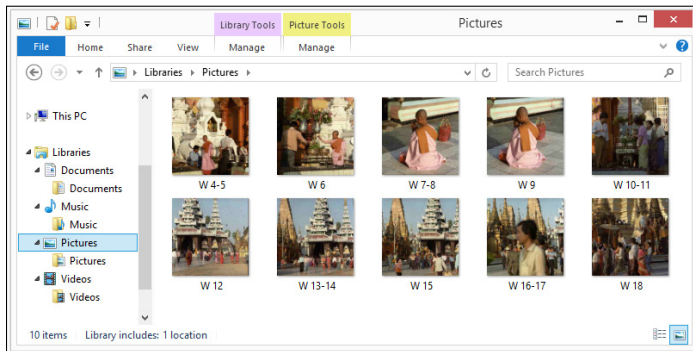 Library Tools
Picture Tools
Pictures
File
Home
Share
View
Manage
Manage
Libraries
Pictures
Search Pictures
This PC
Libraries
Documents
Documents
Music
Music
Pictures
Pictures
Videos
Videos
W 4-5
W 6
W 7-8
W 9
W 10-11
W 12
W 13-14
W 15
W 16-17
W 18
10 items
Library includes: 1 location